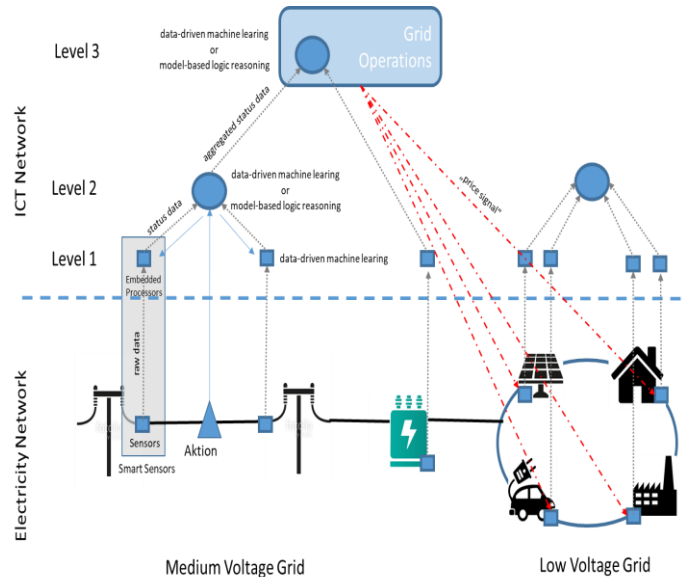 Level 3
data-driven machine learing
or
model-based logic reasoning
Grid
Operations
ICT Network
aggregated status data
Level 2
data-driven machine learing
or
model-based logic reasoning
„price signal"
status data
Level 1
data-driven machine learing
Embedded
Processors
raw data
Electricity Network
Sensors
Smart Sensors
Aktion
Medium Voltage Grid
Low Voltage Grid